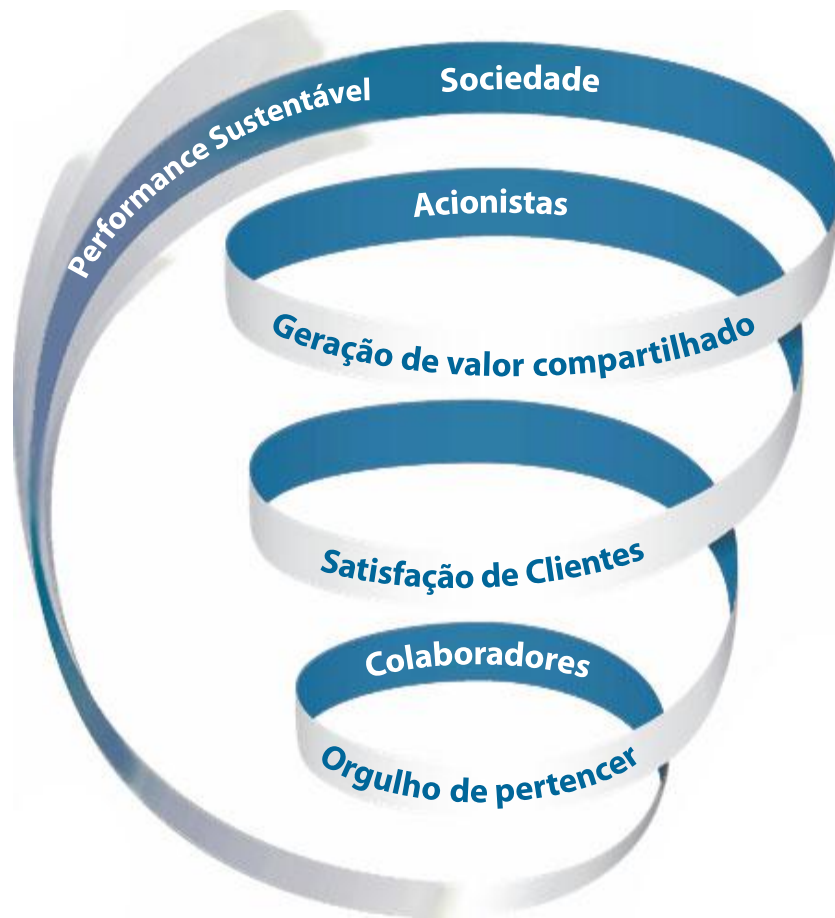 Sociedade
Performance Sustentável
Acionistas
Geração de valor compartilhado
Satisfação de Clientes
Colaboradores
Orgulho de pertencer